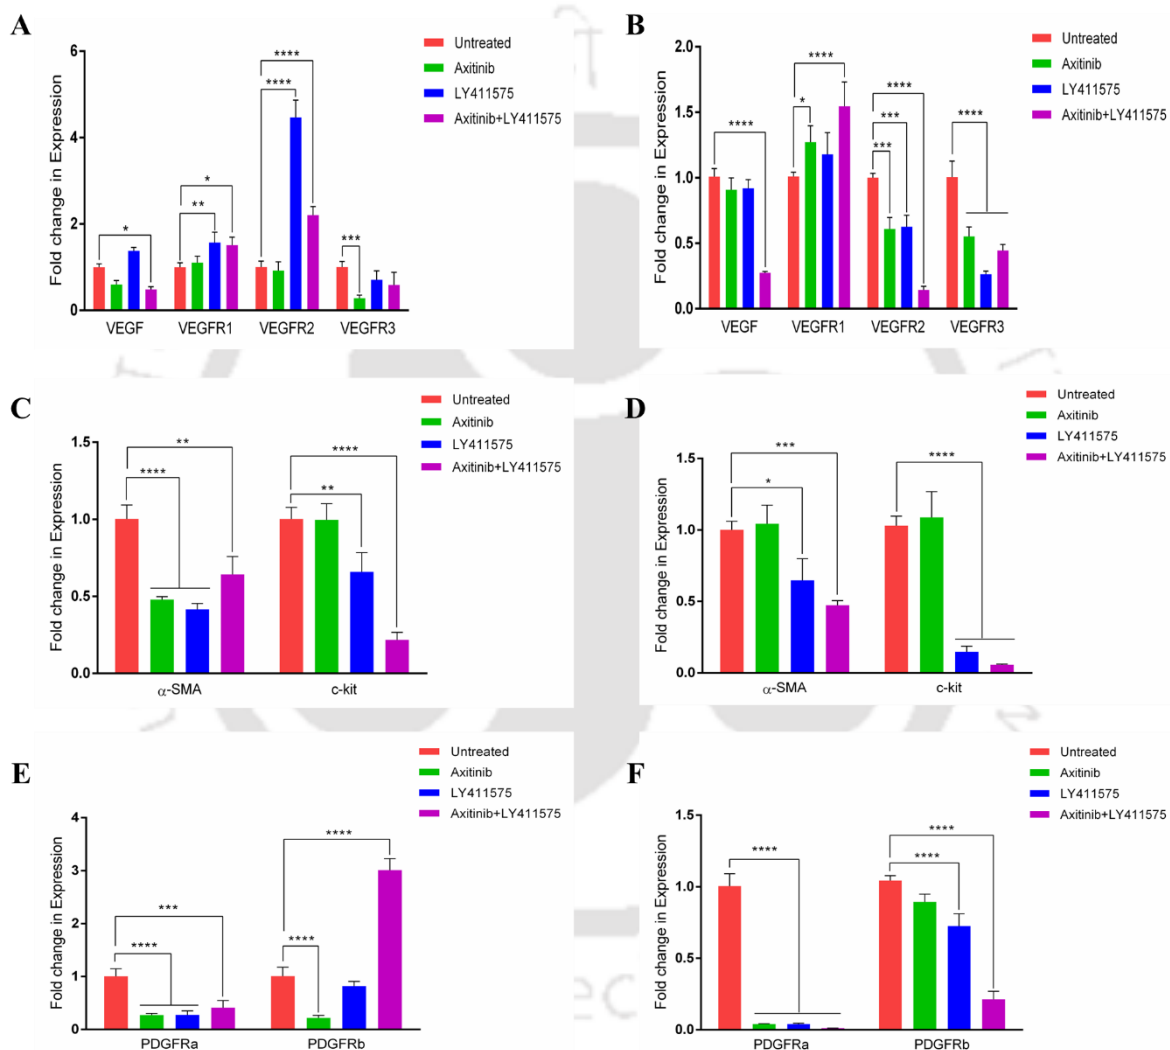 A
Untreated
Axitinib
LY411575
Axitinib+LY411575
Fold change in Expression
6
4
2
0
*
*
**
****
****
***
VEGF VEGFR1 VEGFR2 VEGFR3
B
Untreated
Axitinib
LY411575
Axitinib+LY411575
Fold change in Expression
2.0
1.5
1.0
0.5
0.0
****
****
*
****
***
***
****
VEGF VEGFR1 VEGFR2 VEGFR3
C
Untreated
Axitinib
LY411575
Axitinib+LY411575
Fold change in Expression
1.5
1.0
0.5
0.0
**
****
****
**
α-SMA c-kit
D
Untreated
Axitinib
LY411575
Axitinib+LY411575
Fold change in Expression
1.5
1.0
0.5
0.0
***
*
****
α-SMA c-kit
E
Untreated
Axitinib
LY411575
Axitinib+LY411575
Fold change in Expression
4
3
2
1
0
***
****
****
****
PDGFRa PDGFRb
F
Untreated
Axitinib
LY411575
Axitinib+LY411575
Fold change in Expression
1.5
1.0
0.5
0.0
****
****
****
PDGFRa PDGFRb